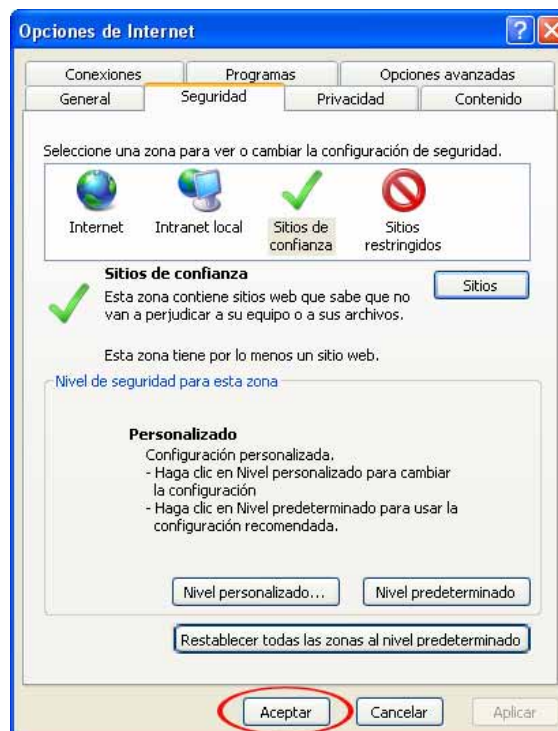 Opciones de Internet
Conexiones Programas Opciones avanzadas
General Seguridad Privacidad Contenido
Seleccione una zona para ver o cambiar la configuración de seguridad.
Internet Intranet local Sitios de confianza Sitios restringidos
Sitios de confianza
Sitios
Esta zona contiene sitios web que sabe que no
van a perjudicar a su equipo o a sus archivos.
Esta zona tiene por lo menos un sitio web.
Nivel de seguridad para esta zona
Personalizado
Configuración personalizada.
- Haga clic en Nivel personalizado para cambiar
la configuración
- Haga clic en Nivel predeterminado para usar la
configuración recomendada.
Nivel personalizado... Nivel predeterminado
Restablecer todas las zonas al nivel predeterminado
Aceptar Cancelar Aplicar